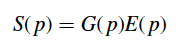 S(p) = G(p)E(p)